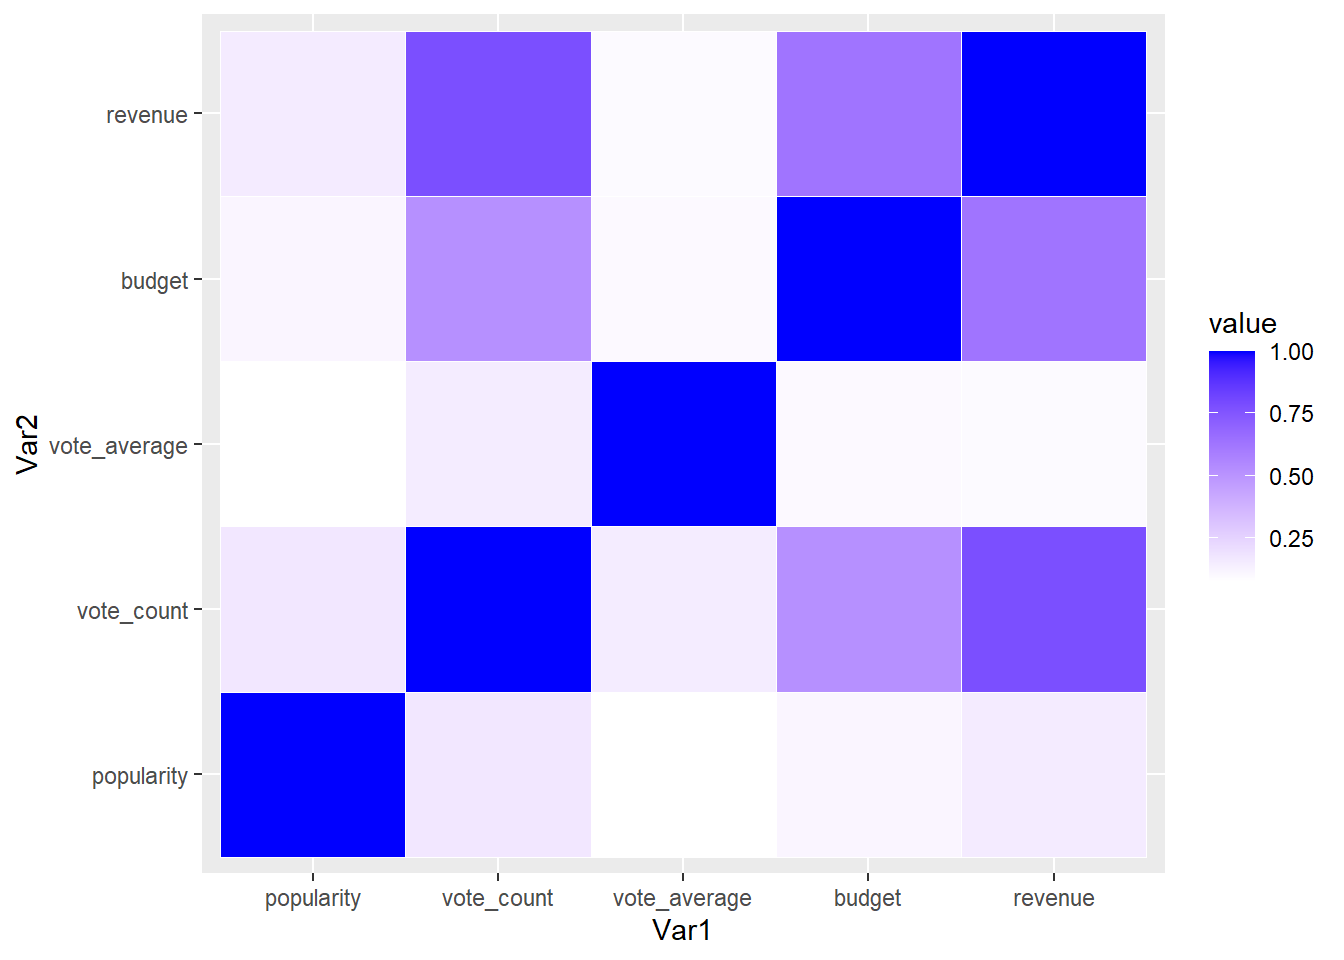 revenue
budget
vote_average
vote_count
popularity
Var2
popularity vote_count vote_average budget revenue
Var1
value
1.00
0.75
0.50
0.25